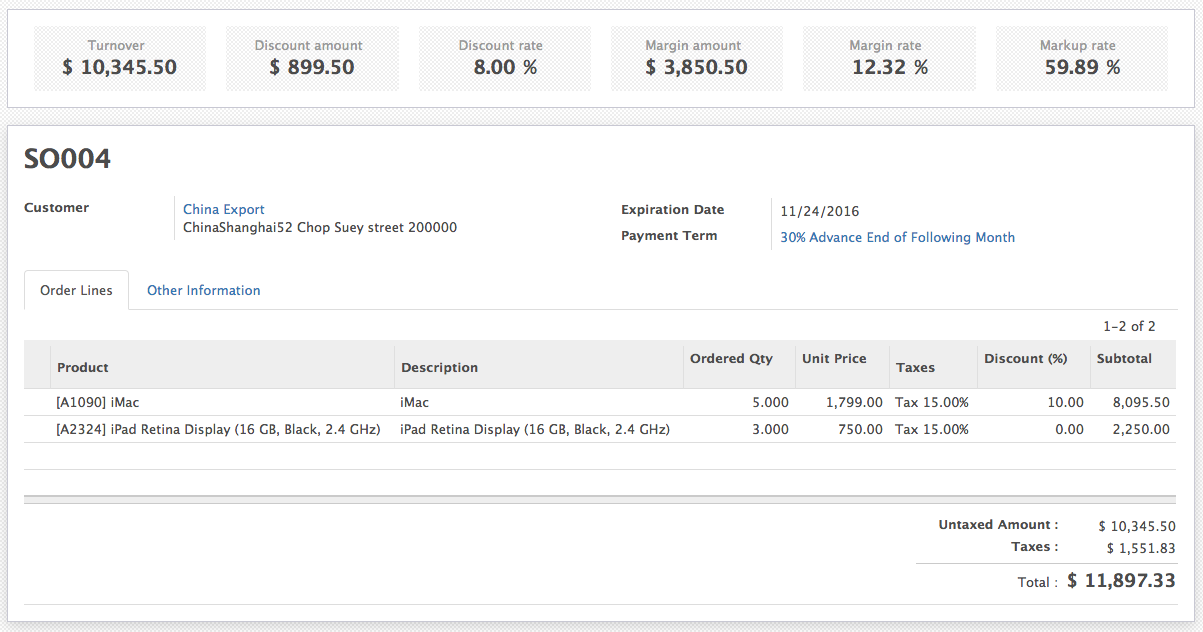 Turnover Discount amount Discount rate Margin amount Margin rate Markup rate
$ 10,345.50 $ 899.50 8.00 % $ 3,850.50 12.32 % 59.89 %
SO004
Customer China Export Expiration Date 11/24/2016
ChinaShanghai52 Chop Suey street 200000
Payment Term 30% Advance End of Following Month
Order Lines Other Information
1-2 of 2
Product Description Ordered Qty Unit Price Taxes Discount (%) Subtotal
[A1090] iMac iMac 5.000 1,799.00 Tax 15.00% 10.00 8,095.50
[A2324] iPad Retina Display (16 GB, Black, 2.4 GHz) iPad Retina Display (16 GB, Black, 2.4 GHz) 3.000 750.00 Tax 15.00% 0.00 2,250.00
Untaxed Amount : $ 10,345.50
Taxes : $ 1,551.83
Total : $ 11,897.33